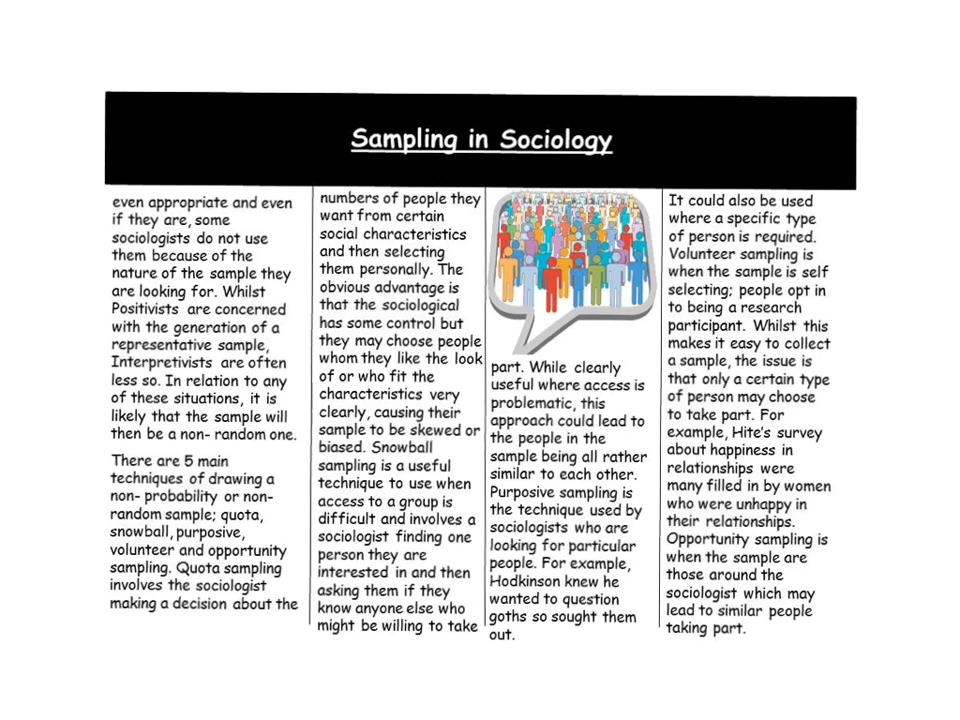 Sampling in Sociology
even appropriate and even
if they are, some
sociologists do not use
them because of the
nature of the sample they
are looking for. Whilst
Positivists are concerned
with the generation of a
representative sample,
Interpretivists are often
less so. In relation to any
of these situations, it is
likely that the sample will
then be a non- random one.
There are 5 main
techniques of drawing a
non- probability or non-
random sample; quota,
snowball, purposive,
volunteer and opportunity
sampling. Quota sampling
involves the sociologist
making a decision about the
numbers of people they
want from certain
social characteristics
and then selecting
them personally. The
obvious advantage is
that the sociological
has some control but
they may choose people
whom they like the look
of or who fit the
characteristics very
clearly, causing their
sample to be skewed or
biased. Snowball
sampling is a useful
technique to use when
access to a group is
difficult and involves a
sociologist finding one
person they are
interested in and then
asking them if they
know anyone else who
might be willing to take
part. While clearly
useful where access is
problematic, this
approach could lead to
the people in the
sample being all rather
similar to each other.
Purposive sampling is
the technique used by
sociologists who are
looking for particular
people. For example,
Hodkinson knew he
wanted to question
goths so sought them
out.
It could also be used
where a specific type
of person is required.
Volunteer sampling is
when the sample is self
selecting; people opt in
to being a research
participant. Whilst this
makes it easy to collect
a sample, the issue is
that only a certain type
of person may choose
to take part. For
example, Hite's survey
about happiness in
relationships were
many filled in by women
who were unhappy in
their relationships.
Opportunity sampling is
when the sample are
those around the
sociologist which may
lead to similar people
taking part.